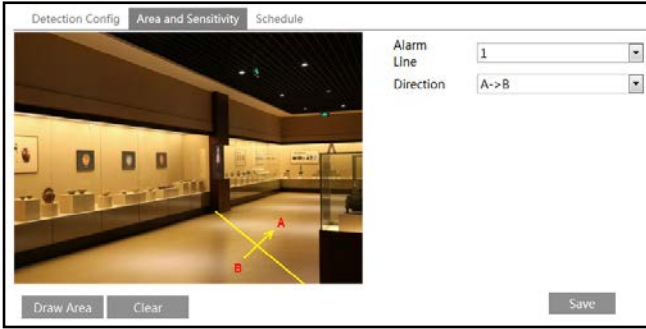 Detection Config Area and Sensitivity Schedule
Alarm Line 1
Direction A->B
A
B
Draw Area Clear Save